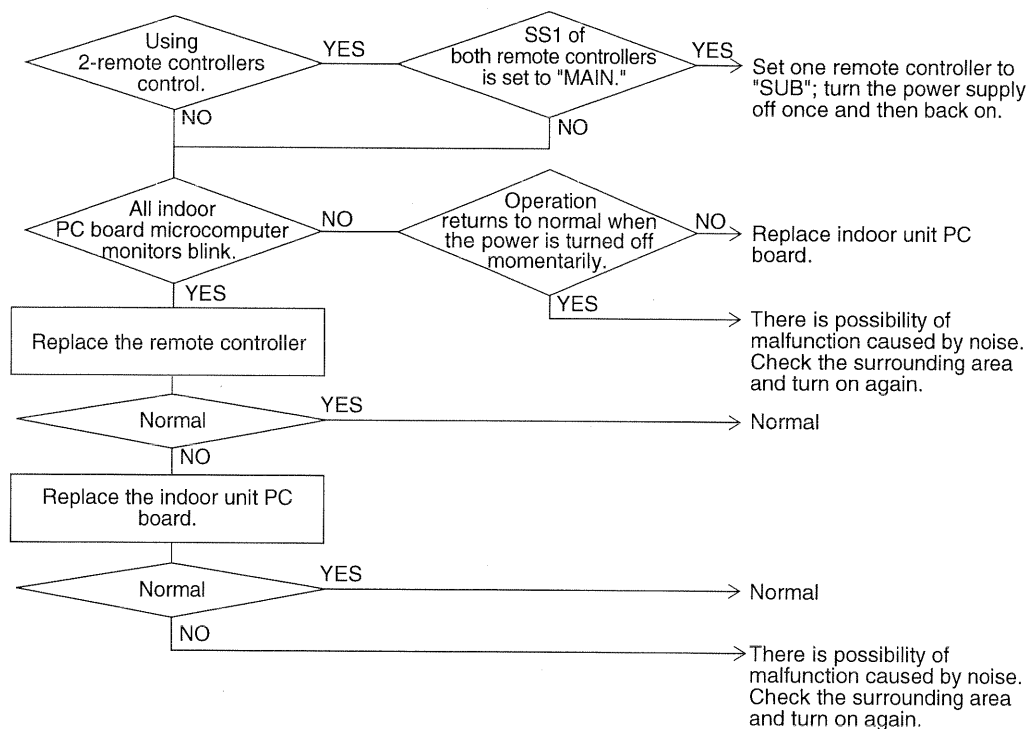 Using
2-remote controllers
control.
YES
SS1 of
both remote controllers
is set to "MAIN."
YES
Set one remote controller to
"SUB"; turn the power supply
off once and then back on.
NO
NO
All indoor
PC board microcomputer
monitors blink.
NO
Operation
returns to normal when
the power is turned off
momentarily.
NO
Replace indoor unit PC
board.
YES
YES
There is possibility of
malfunction caused by noise.
Check the surrounding area
and turn on again.
Replace the remote controller
Normal
YES
Normal
NO
Replace the indoor unit PC
board.
Normal
YES
Normal
NO
There is possibility of
malfunction caused by noise.
Check the surrounding area
and turn on again.